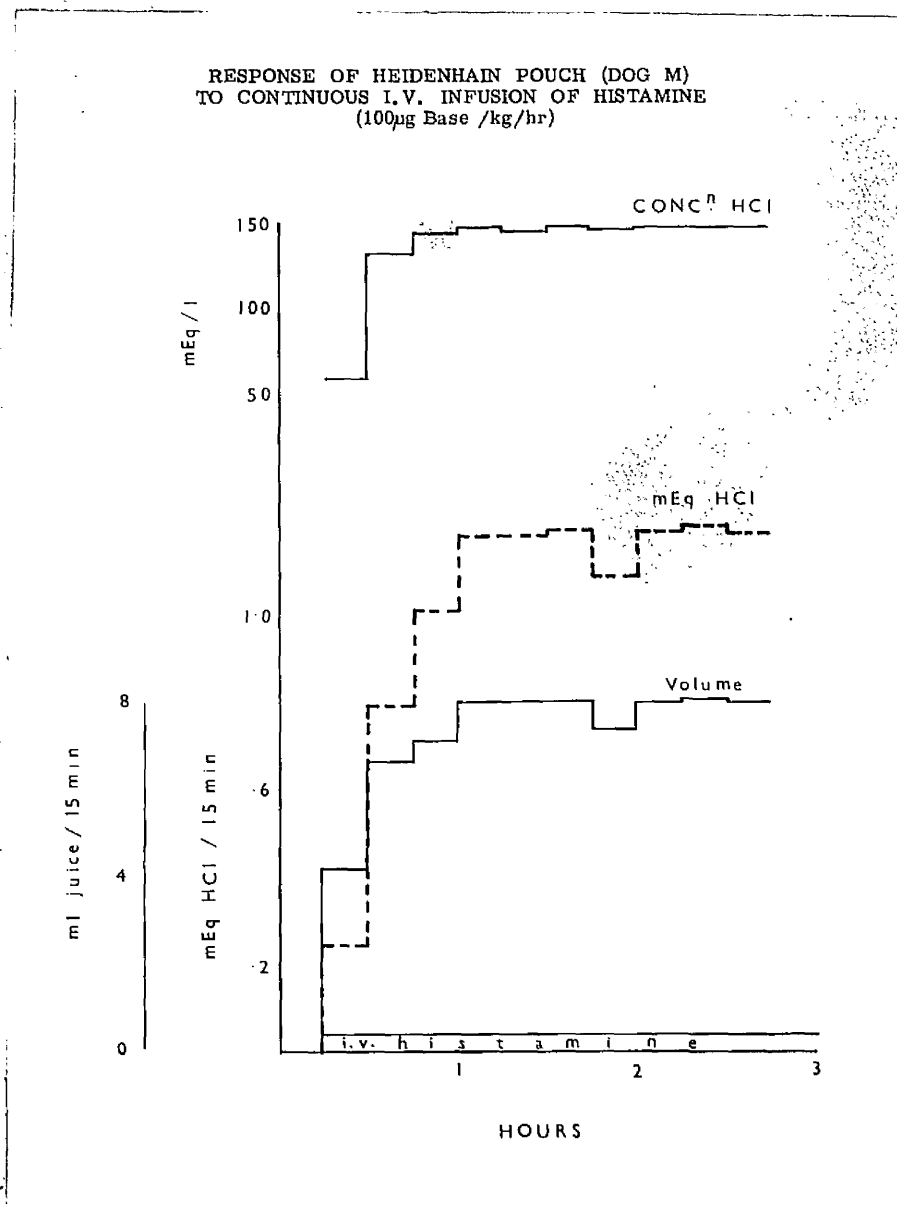 RESPONSE OF HEIDENHAIN POUCH (DOG M)
TO CONTINUOUS I.V. INFUSION OF HISTAMINE
(100µg Base /kg/hr)
CONCⁿ HCl
150
100
50
mEq / l
mEq HCl
1·0
·6
·2
mEq HCl / 15 min
Volume
8
4
0
ml juice / 15 min
i.v. histamine
1
2
3
HOURS